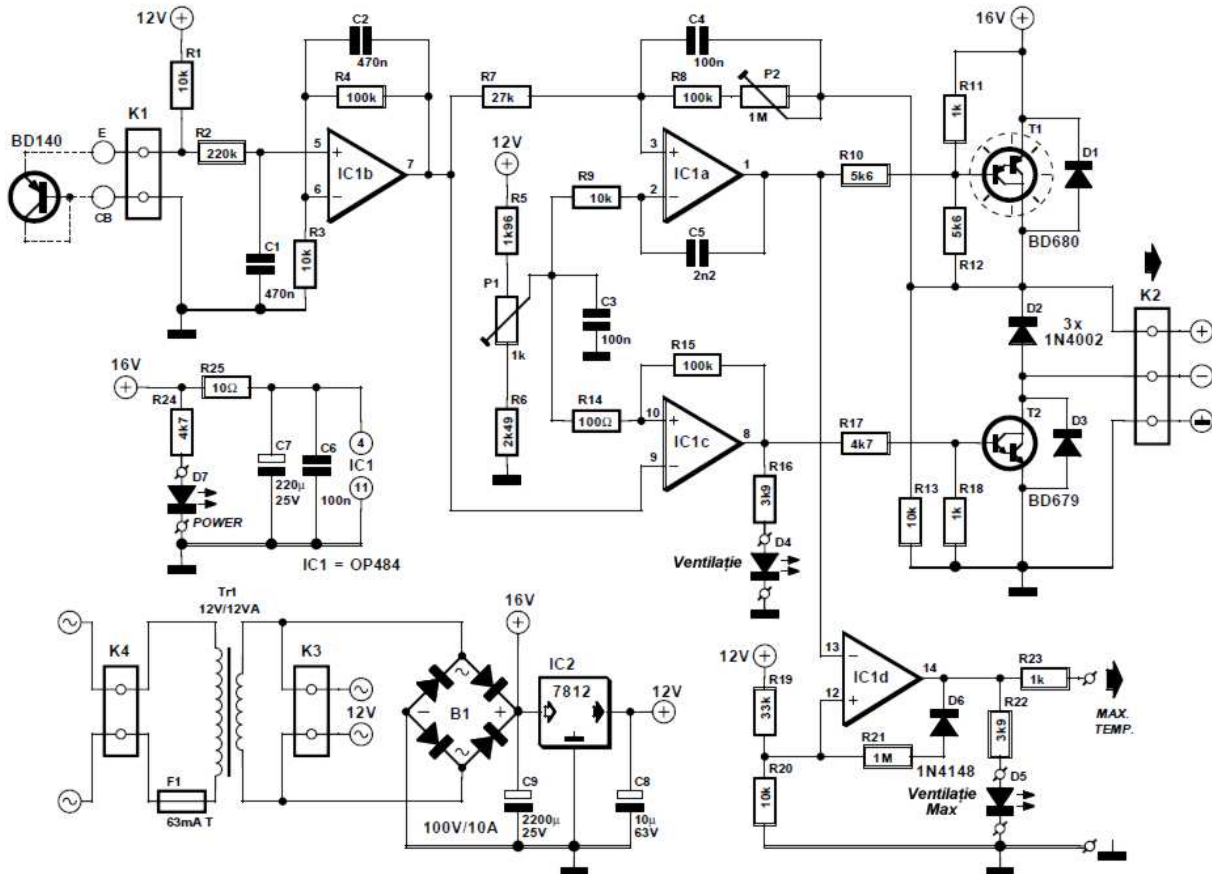 12V
R1
10k
BD140
E
CB
K1
R2
220k
C1
470n
C2
470n
R4
100k
5
6
7
IC1b
R3
10k
R7
27k
12V
R5
1k96
P1
1k
R6
2k49
C4
100n
R8
100k
P2
1M
R9
10k
3
2
1
IC1a
C5
2n2
C3
100n
R15
100k
R14
100Ω
10
9
8
IC1c
R10
5k6
16V
R11
1k
T1
D1
BD680
5k6
R12
D2
3x
1N4002
K2
T2
D3
BD679
R17
4k7
R16
3k9
D4
Ventilație
R13
10k
R18
1k
16V
R25
10Ω
R24
4k7
D7
POWER
C7
220μ
25V
C6
100n
4
IC1
11
IC1 = OP484
Tr1
12V/12VA
K4
F1
63mA T
K3
12V
B1
100V/10A
16V
IC2
7812
12V
C9
2200μ
25V
C8
10μ
63V
12V
R19
33k
R20
10k
13
12
14
IC1d
R21
1M
D6
1N4148
R23
1k
R22
3k9
D5
Ventilație
Max
MAX.
TEMP.